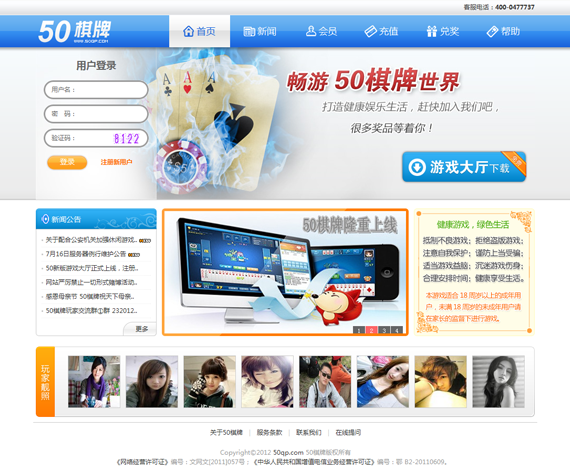 客服电话：400-0477737
50棋牌
WWW.50QP.COM
首页
新闻
会员
充值
兑奖
帮助
用户登录
用户名：
密　码：
验证码：
8122
登录
注册新用户
畅游 50棋牌世界
打造健康娱乐生活，赶快加入我们吧，
很多奖品等着你！
游戏大厅下载
免费
新闻公告
关于配合公安机关加强休闲游戏..
7月16日服务器例行维护公告
50新版游戏大厅正式上线，注册..
网站严厉禁止一切形式赌博活动..
感恩母亲节 50棋牌祝天下母亲..
50棋牌玩家交流群①群 232012..
更多
50棋牌隆重上线
1 2 3 4
健康游戏，绿色生活
抵制不良游戏；拒绝盗版游戏；
注意自我保护；谨防上当受骗；
适当游戏益脑；沉迷游戏伤身；
合理安排时间；健康享受生活。
本游戏适合 18 周岁以上的成年用
户，未满 18 周岁的未成年用户请
在家长的监督下进行游戏。
玩家靓照
关于50棋牌 | 服务条款 | 联系我们 | 在线提问
Copyright©2012 50qp.com 50棋牌版权所有
《网络经营许可证》编号：文网文[2011]057号；《中华人民共和国增值电信业务经营许可证》编号：鄂 B2-20110609。